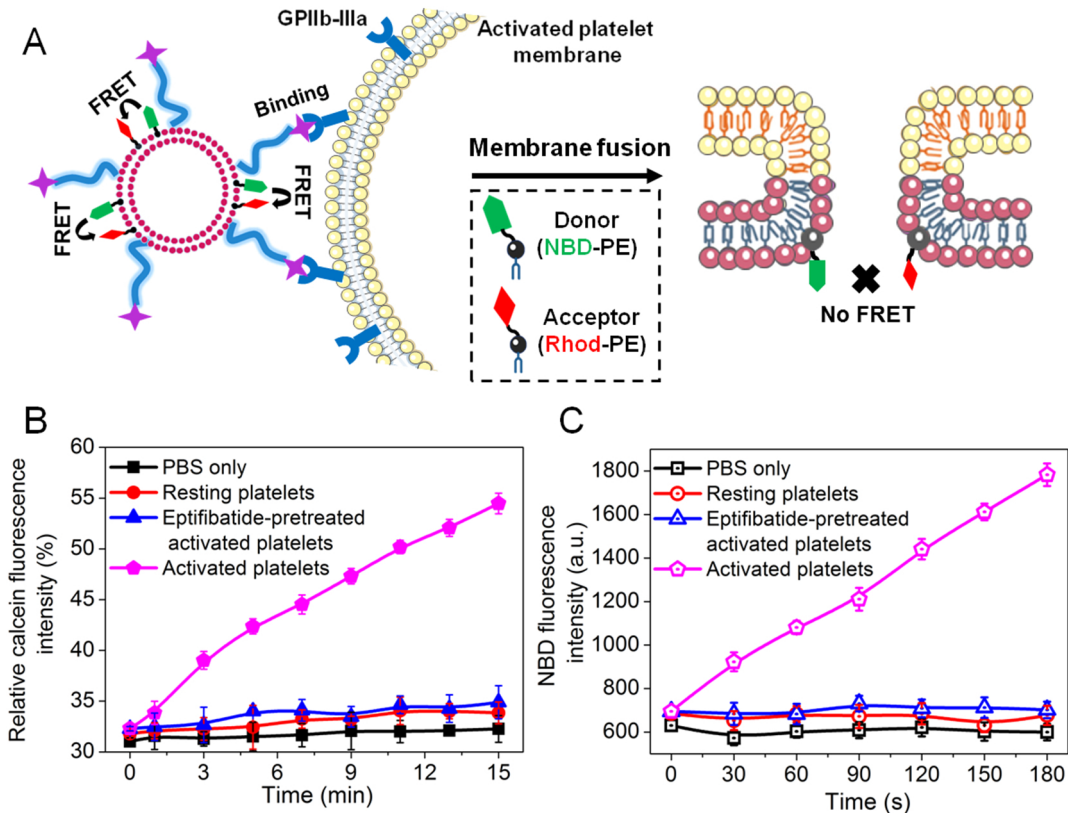 A
GPIIb-IIIa
Activated platelet
membrane
FRET
Binding
FRET
FRET
Membrane fusion
Donor
(NBD-PE)
Acceptor
(Rhod-PE)
No FRET
B
Relative calcein fluorescence
intensity (%)
60
55
50
45
40
35
30
PBS only
Resting platelets
Eptifibatide-pretreated
activated platelets
Activated platelets
0
3
6
9
12
15
Time (min)
C
NBD fluorescence
intensity (a.u.)
1800
1600
1400
1200
1000
800
600
PBS only
Resting platelets
Eptifibatide-pretreated
activated platelets
Activated platelets
0
30
60
90
120
150
180
Time (s)